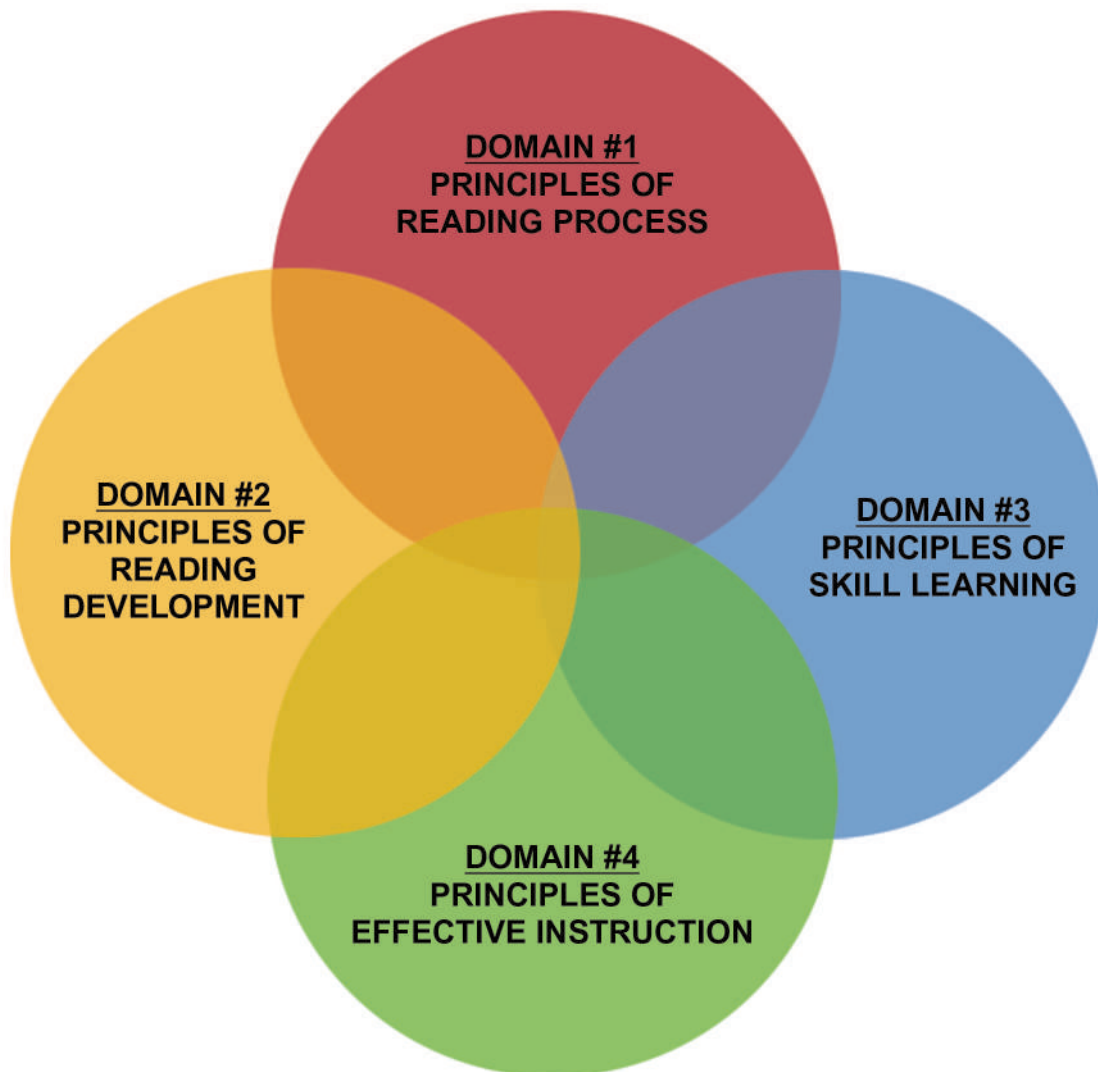 DOMAIN #1
PRINCIPLES OF
READING PROCESS
DOMAIN #2
PRINCIPLES OF
READING
DEVELOPMENT
DOMAIN #3
PRINCIPLES OF
SKILL LEARNING
DOMAIN #4
PRINCIPLES OF
EFFECTIVE INSTRUCTION